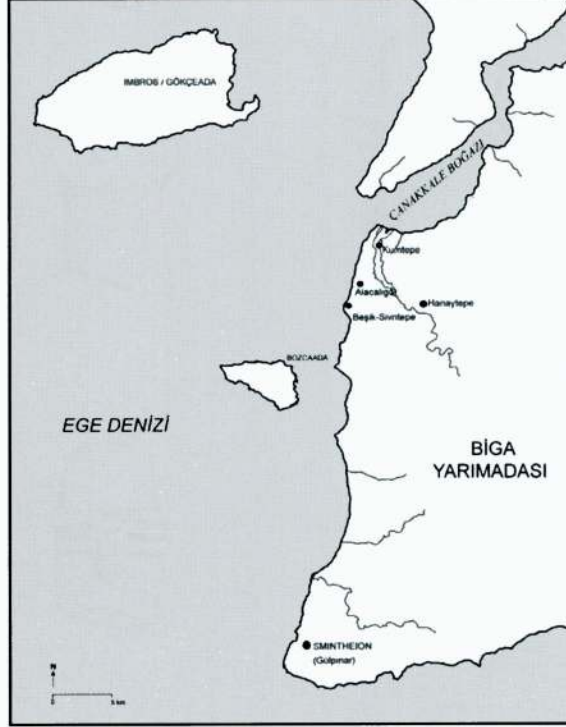 IMBROS / GÖKÇEADA
ÇANAKKALE BOĞAZI
Kumtepe
Alacalıgöl
Hanaytepe
Beşik-Sivritepe
BOZCAADA
EGE DENİZİ
BİGA
YARIMADASI
SMINTHEION
(Gülpınar)
N
0 5 km